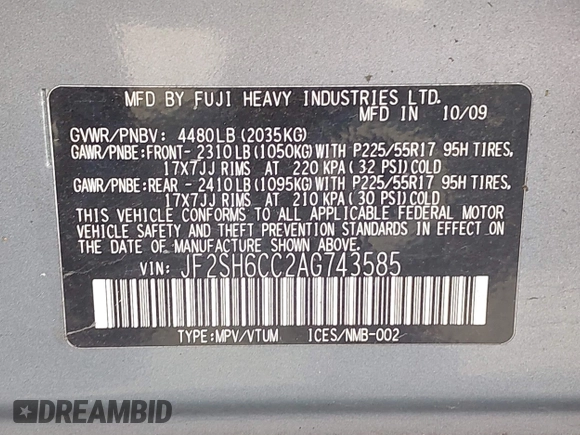 MFD BY FUJI HEAVY INDUSTRIES LTD.
MFD IN 10/09
GVWR/PNBV: 4480LB(2035KG)
GAWR/PNBE:FRONT- 2310LB(1050KG)WITH P225/55R17 95H TIRES,
17X7JJ RIMS AT 220 KPA(32 PSI)COLD
GAWR/PNBE:REAR - 2410LB(1095KG)WITH P225/55R17 95H TIRES,
17X7JJ RIMS AT 210 KPA(30 PSI)COLD
THIS VEHICLE CONFORMS TO ALL APPLICABLE FEDERAL MOTOR
VEHICLE SAFETY AND THEFT PREVENTION STANDARDS IN EFFECT
ON THE DATE OF MANUFACTURE SHOWN ABOVE.
VIN: JF2SH6CC2AG743585
TYPE:MPV/VTUM ICES/NMB-002
DREAMBID